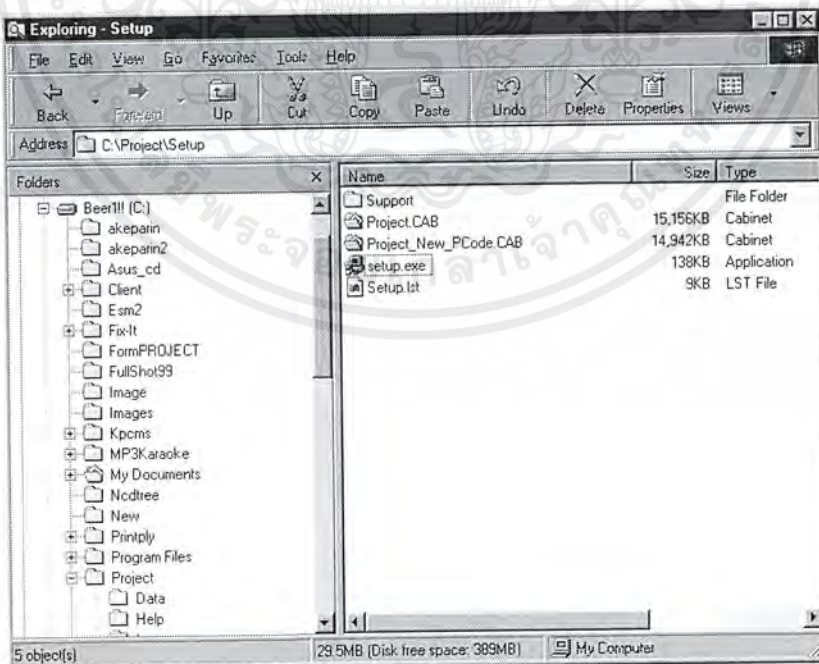 Exploring - Setup
File Edit View Go Favorites Tools Help
Back Forward Up Cut Copy Paste Undo Delete Properties Views
Address C:\Project\Setup
Folders
Name Size Type
Beer1!! (C:)
akeparin
akeparin2
Asus_cd
Client
Esm2
Fix-It
FormPROJECT
FullShot99
Image
Images
Kpcms
MP3Karaoke
My Documents
Ncdtree
New
Printply
Program Files
Project
Data
Help
Support File Folder
Project.CAB 15,156KB Cabinet
Project_New_PCode.CAB 14,942KB Cabinet
setup.exe 138KB Application
Setup.lst 9KB LST File
5 object(s) 29.5MB (Disk free space: 389MB) My Computer